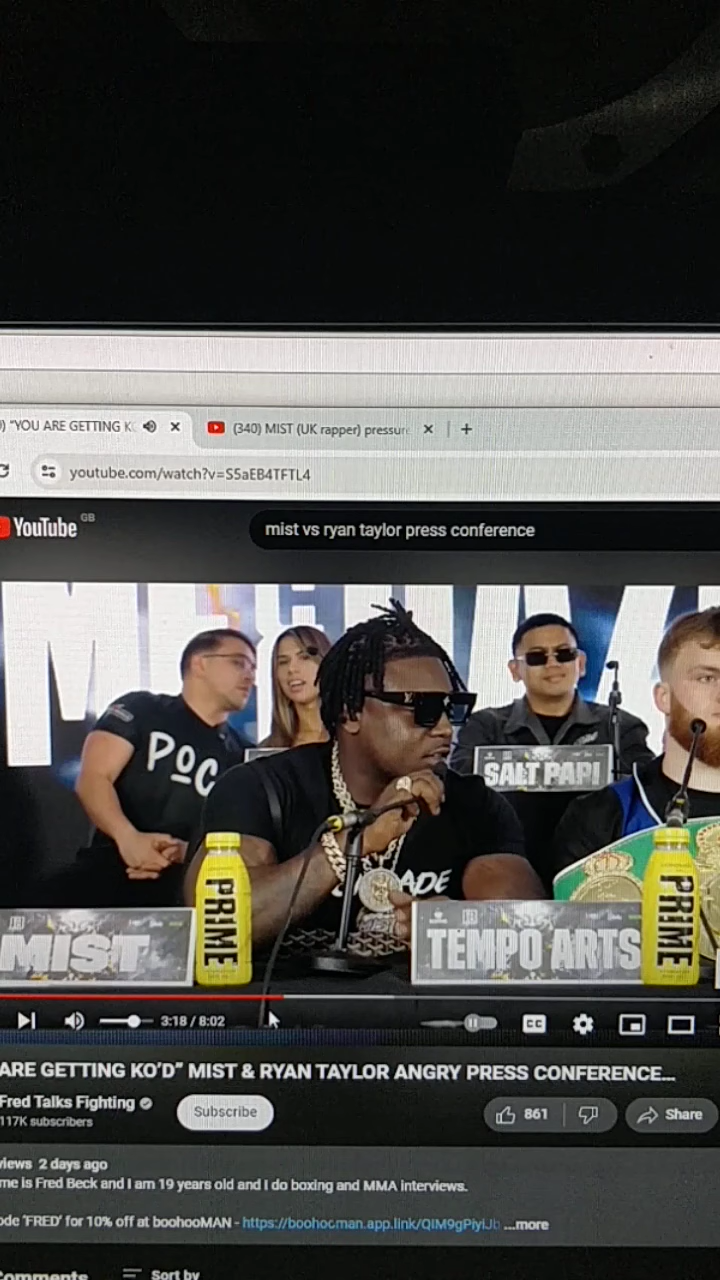 ) "YOU ARE GETTING K
(340) MIST (UK rapper) pressure
youtube.com/watch?v=S5aEB4TFTL4
YouTube GB
mist vs ryan taylor press conference
POC
SALT PAPI
ADE
PRIME
PRIME
MIST
TEMPO ARTS
3:18 / 8:02
CC
ARE GETTING KO'D" MIST & RYAN TAYLOR ANGRY PRESS CONFERENCE...
Fred Talks Fighting
117K subscribers
Subscribe
861
Share
views 2 days ago
me is Fred Beck and I am 19 years old and I do boxing and MMA interviews.
ode 'FRED' for 10% off at boohooMAN - https://boohooman.app.link/QIM9gPiyIJb ...more
Comments
Sort by